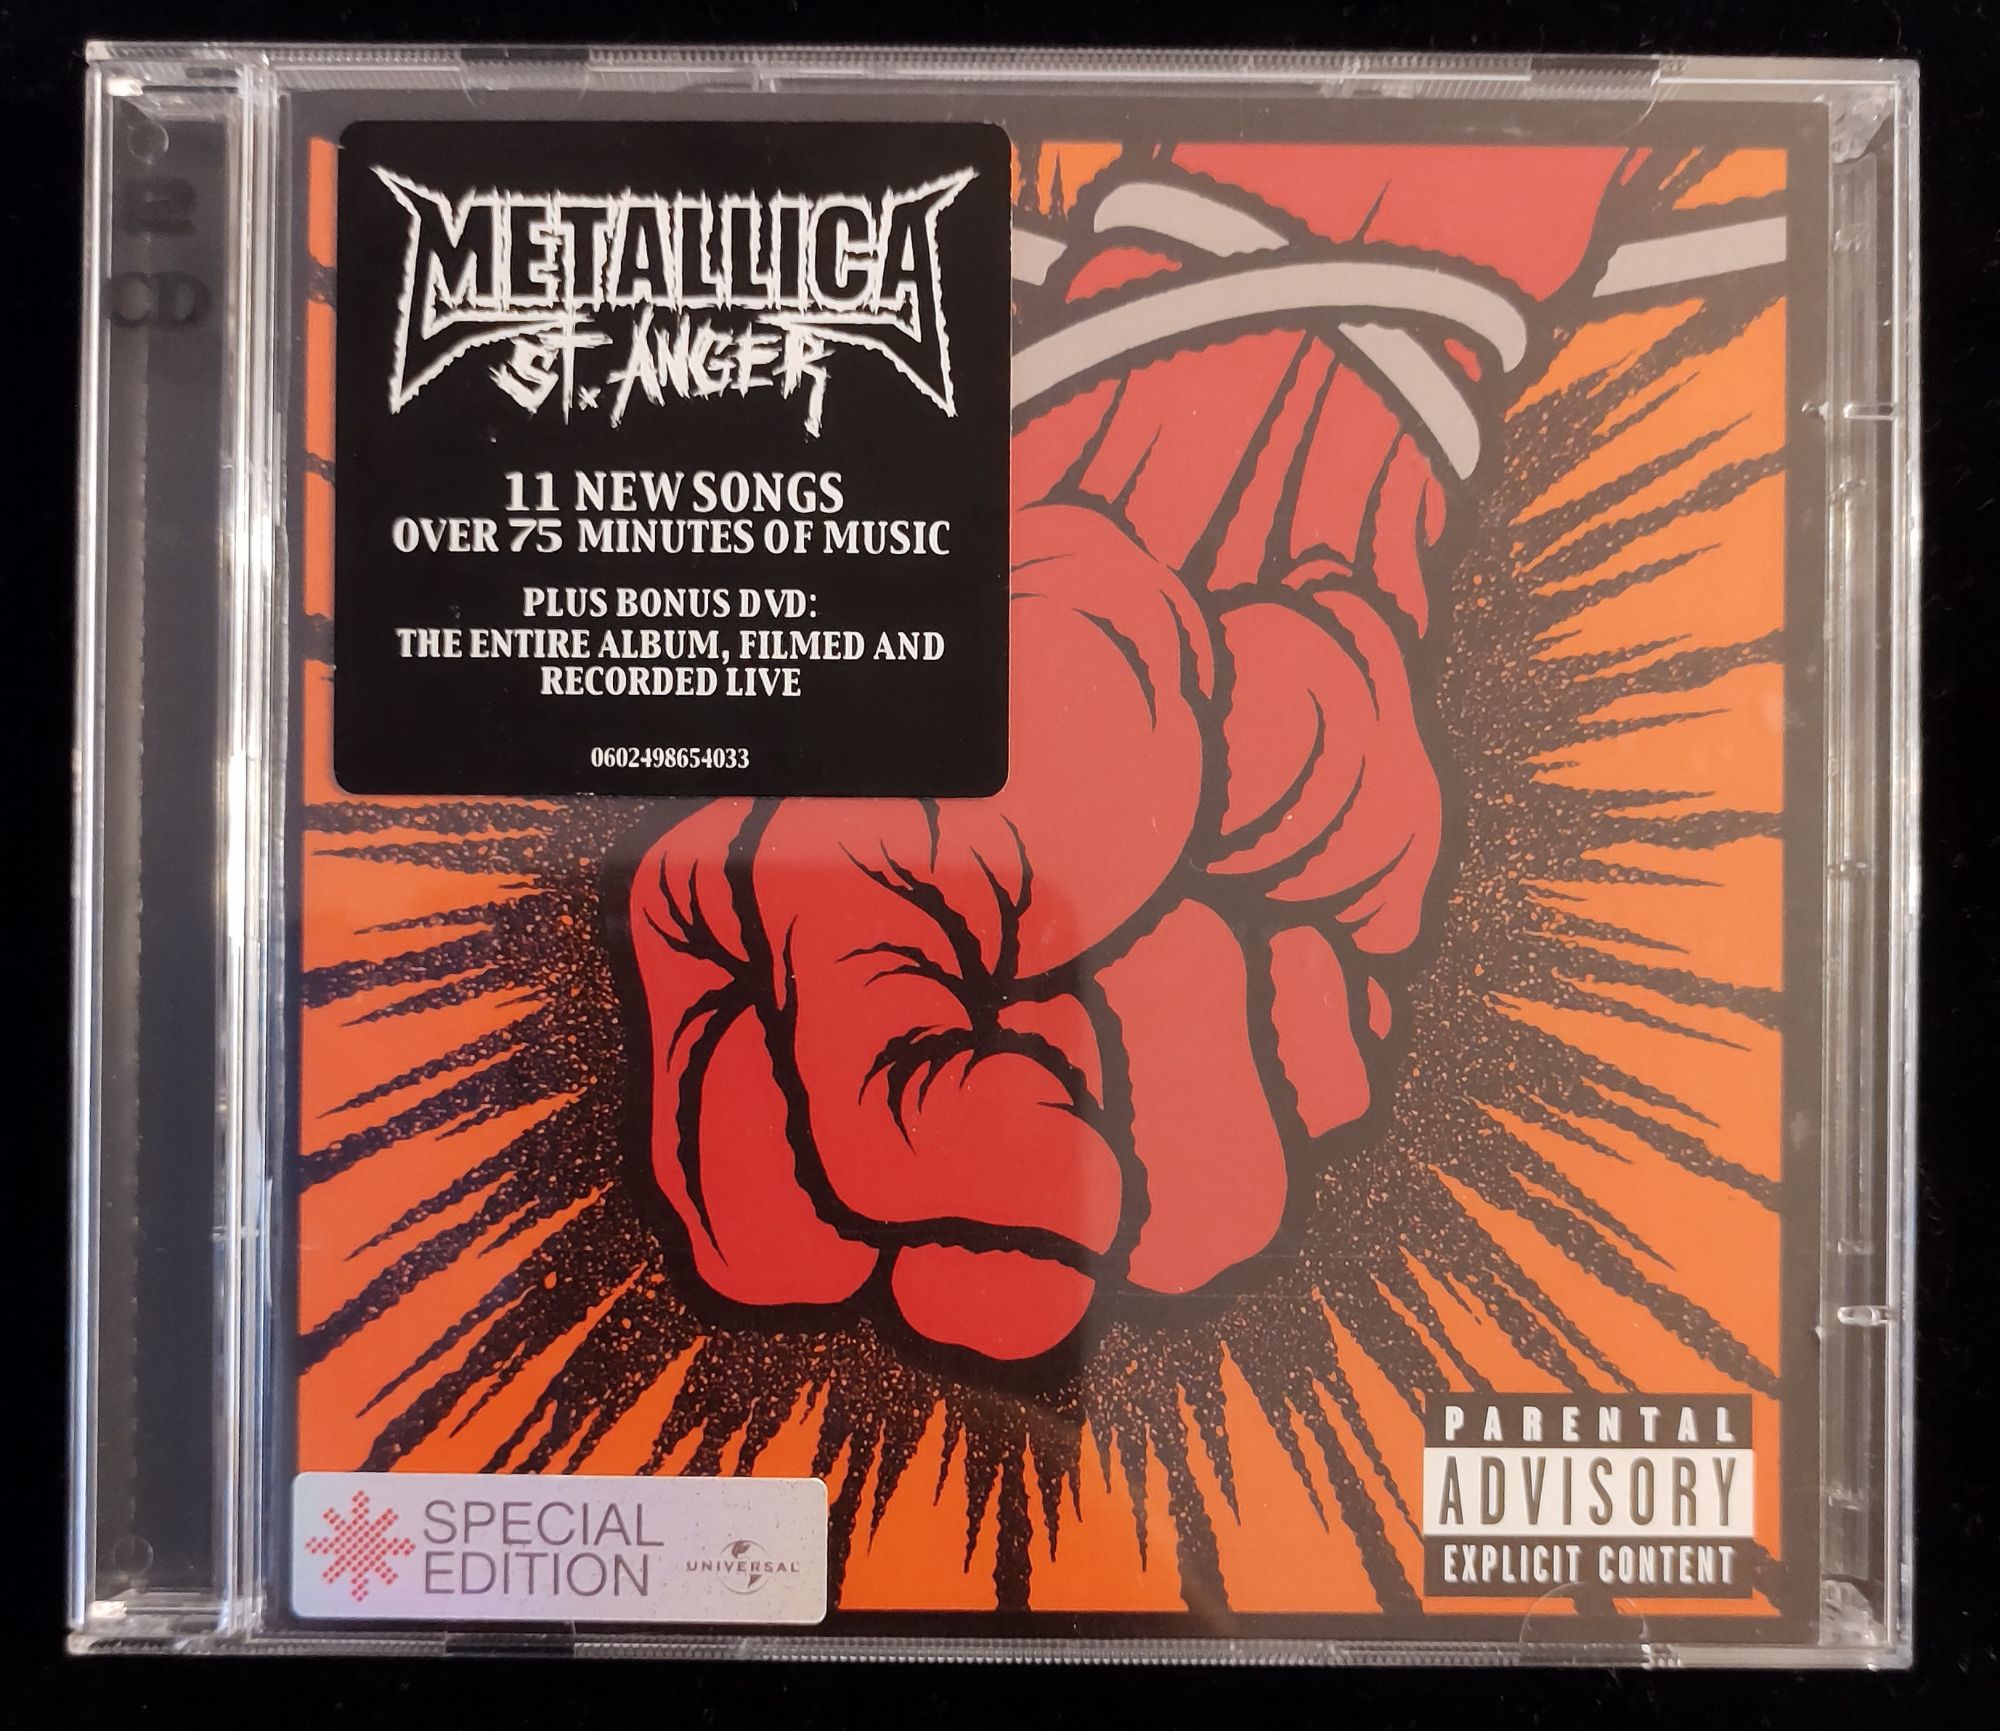 2
CD
METALLICA
ST. ANGER
11 NEW SONGS
OVER 75 MINUTES OF MUSIC
PLUS BONUS DVD:
THE ENTIRE ALBUM, FILMED AND
RECORDED LIVE
0602498654033
SPECIAL
EDITION
UNIVERSAL
PARENTAL
ADVISORY
EXPLICIT CONTENT